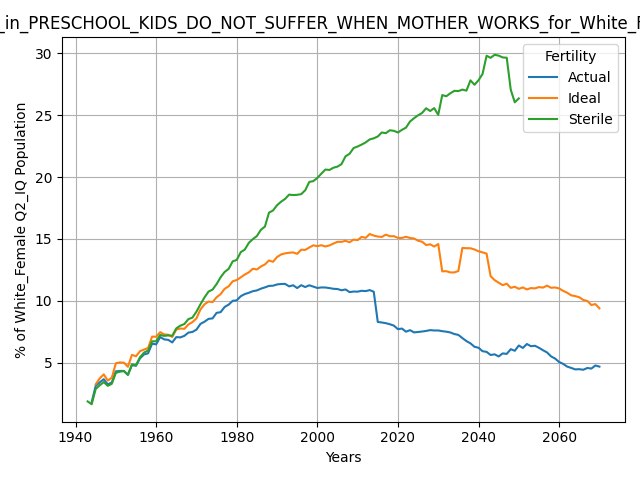 _in_PRESCHOOL_KIDS_DO_NOT_SUFFER_WHEN_MOTHER_WORKS_for_White_F
Fertility
Actual
Ideal
Sterile
% of White_Female Q2_IQ Population
30
25
20
15
10
5
1940 1960 1980 2000 2020 2040 2060
Years